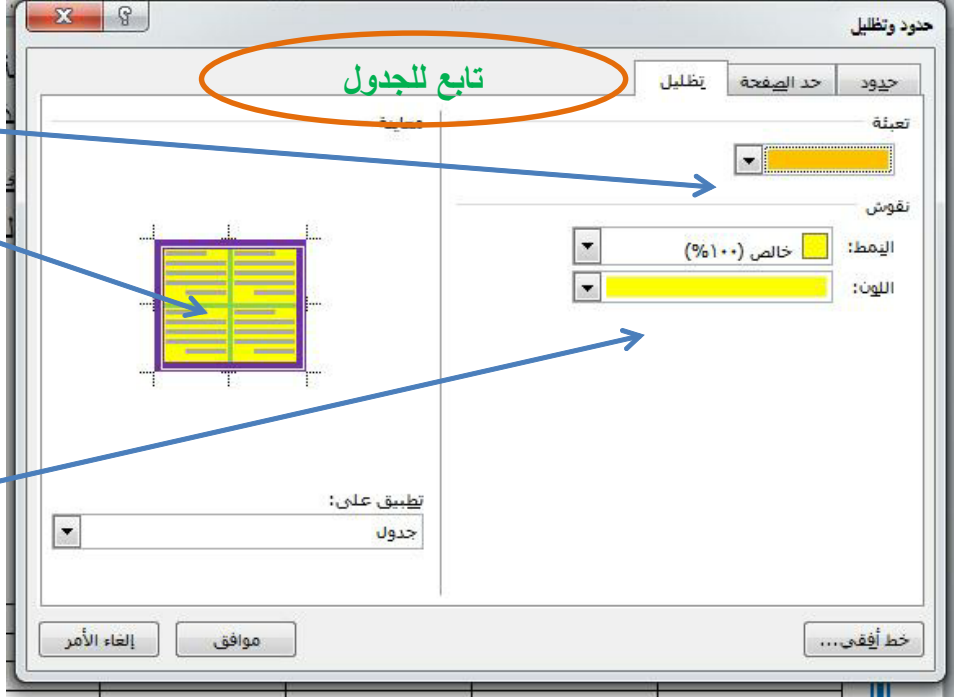 حدود وتظليل
حدود
حد الصفحة
تظليل
تابع للجدول
تعبئة
معاينة
نقوش
النمط:
خالص (١٠٠%)
اللون:
تطبيق على:
جدول
خط أفقي...
موافق
إلغاء الأمر